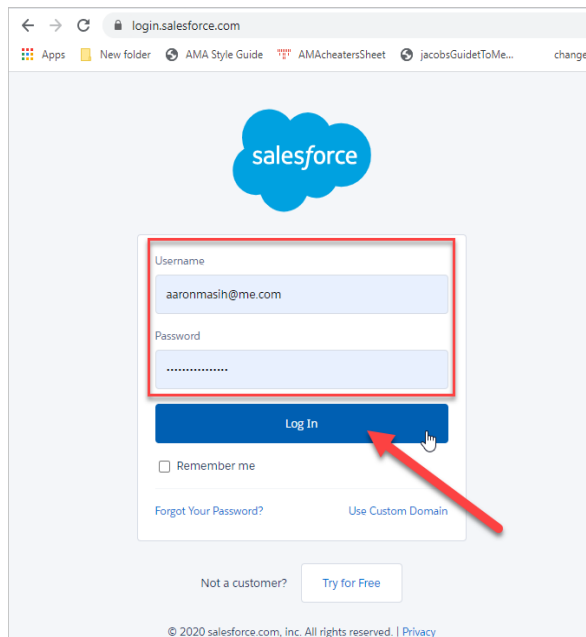 login.salesforce.com
Apps New folder AMA Style Guide AMAcheatersSheet jacobsGuidetToMe... change
salesforce
Username
aaronmasih@me.com
Password
................
Log In
Remember me
Forgot Your Password? Use Custom Domain
Not a customer? Try for Free
© 2020 salesforce.com, inc. All rights reserved. | Privacy